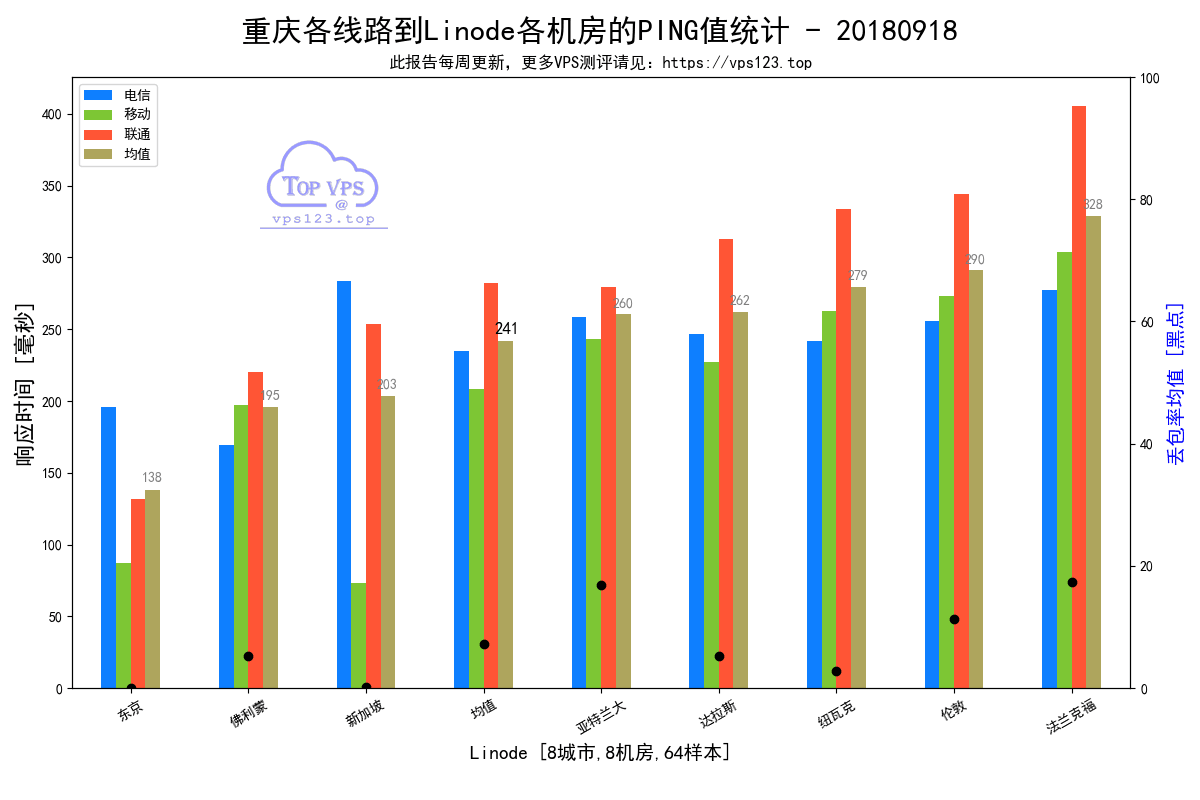 重庆各线路到Linode各机房的PING值统计 - 20180918
此报告每周更新，更多VPS测评请见：https://vps123.top
电信
移动
联通
均值
TOP VPS
@
vps123.top
响应时间 [毫秒]
400
350
300
250
200
150
100
50
0
138
195
203
241
260
262
279
290
328
100
80
60
40
20
0
丢包率均值 [黑点]
东京
佛利蒙
新加坡
均值
亚特兰大
达拉斯
纽瓦克
伦敦
法兰克福
Linode [8城市,8机房,64样本]